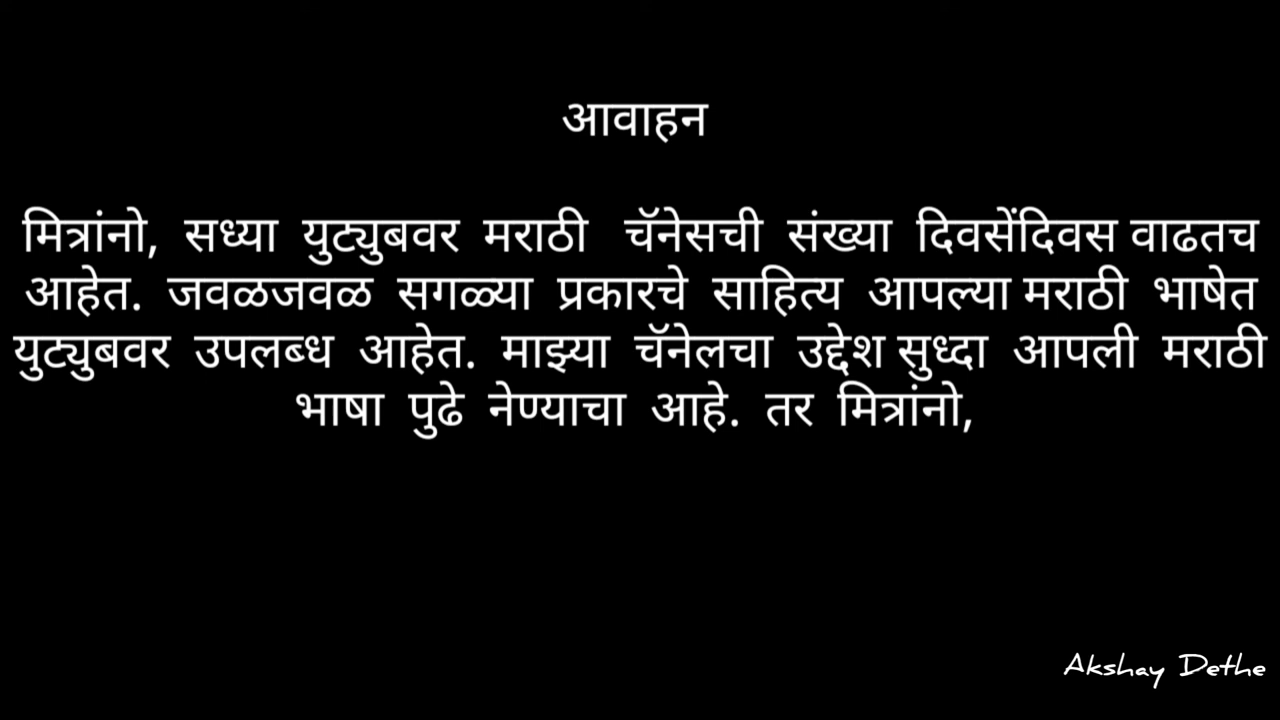 आवाहन
मित्रांनो, सध्या युट्युबवर मराठी चॅनेसची संख्या दिवसेंदिवस वाढतच
आहेत. जवळजवळ सगळ्या प्रकारचे साहित्य आपल्या मराठी भाषेत
युट्युबवर उपलब्ध आहेत. माझ्या चॅनेलचा उद्देश सुध्दा आपली मराठी
भाषा पुढे नेण्याचा आहे. तर मित्रांनो,
Akshay Dethe